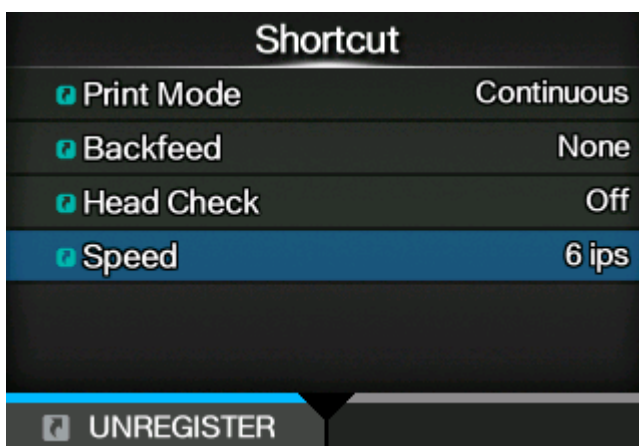 Shortcut
Print Mode Continuous
Backfeed None
Head Check Off
Speed 6 ips
UNREGISTER